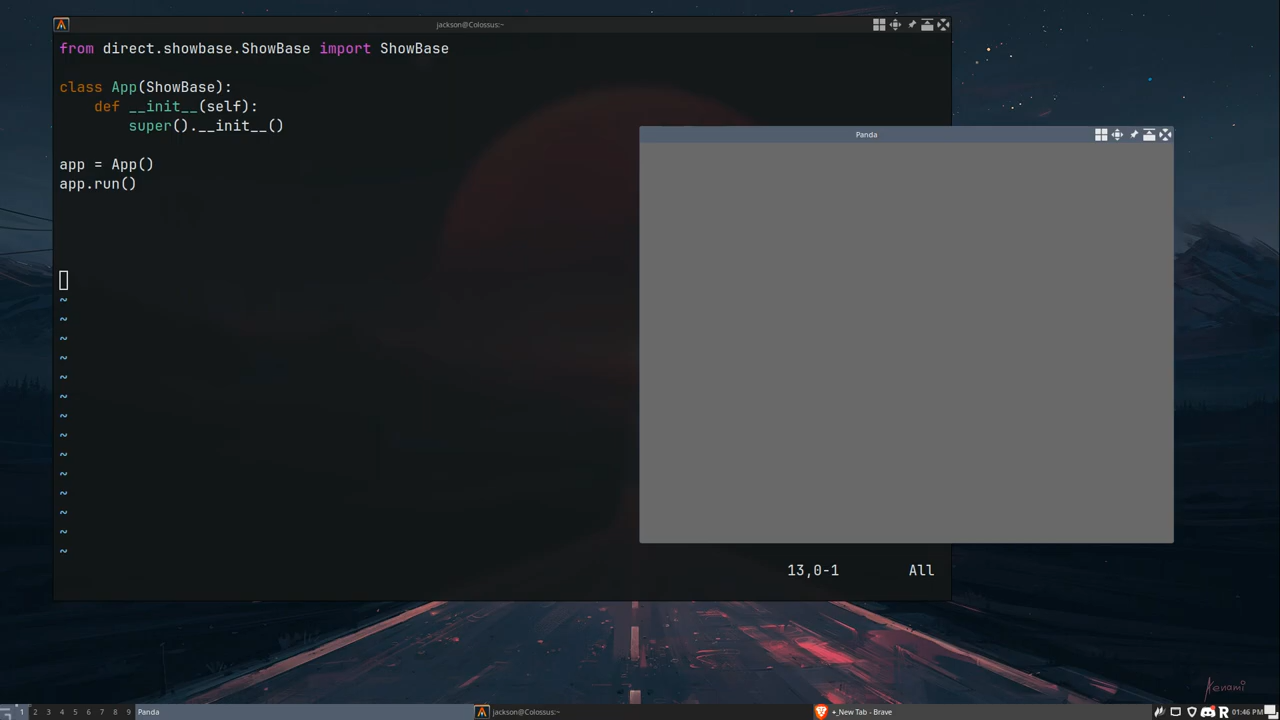 jackson@Colossus:~
from direct.showbase.ShowBase import ShowBase
class App(ShowBase):
    def __init__(self):
        super().__init__()
app = App()
app.run()
~
~
~
~
~
~
~
~
~
~
~
~
~
~
13,0-1 All
Panda
Aenami
1 2 3 4 5 6 7 8 9 Panda jackson@Colossus:~ +_New Tab - Brave 01:46 PM